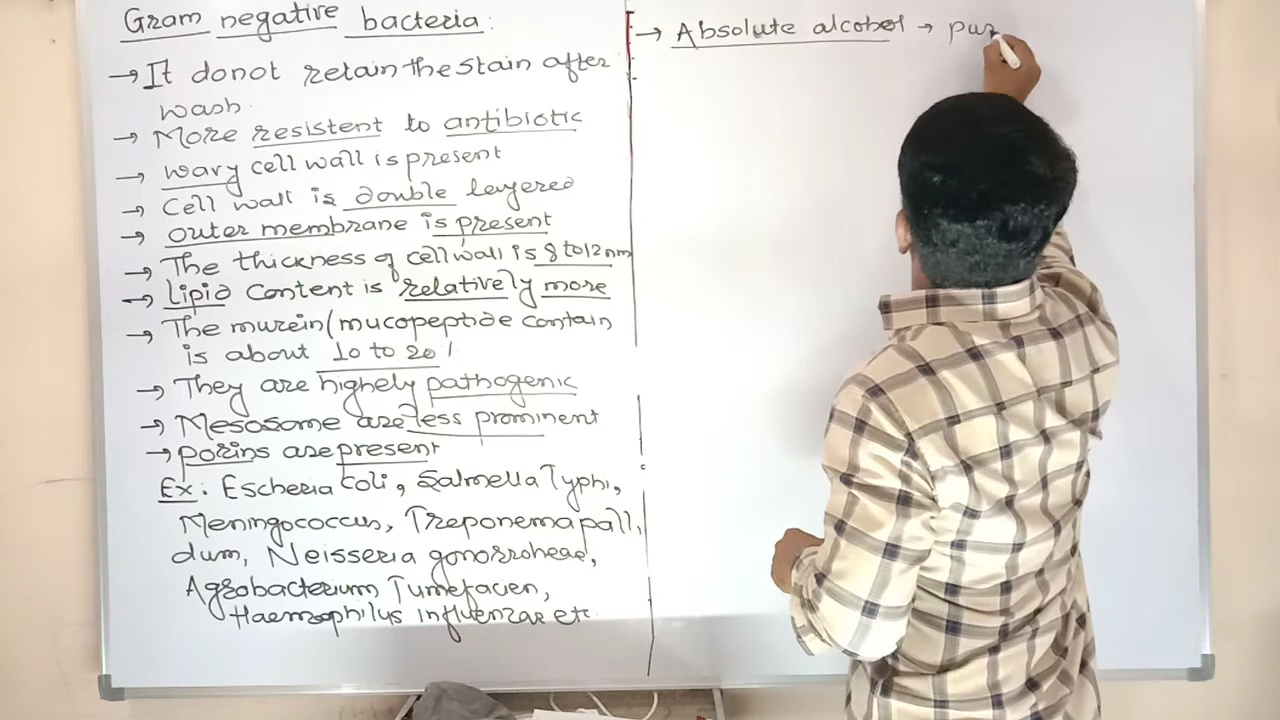 Gram negative bacteria:
→ It donot retain the stain after
wash
→ More resistent to antibiotic
→ wavy cell wall is present
→ Cell wall is double layered
→ outer membrane is present
→ The thickness of cell wall is 8 to 12 nm
→ lipid content is relatively more
→ The murein (mucopeptide contain
is about 10 to 20 /
→ They are highely pathogenic
→ Mesosome are less prominent
→ porins are present
Ex: Escheria coli, Salmella Typhi,
Meningococcus, Treponema palli,
dum, Neisseria gonorroheae,
Agrobacterium Tumefacien,
Haemophilus influenzae etc
→ Absolute alcohol → pur